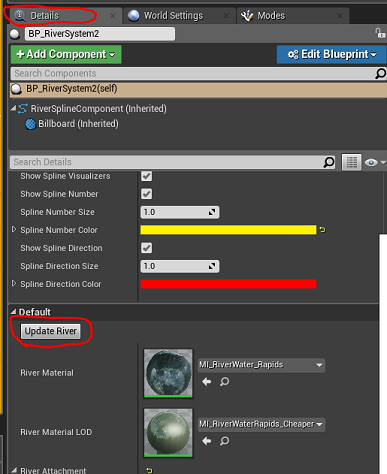 Details
World Settings
Modes
BP_RiverSystem2
+ Add Component
Edit Blueprint
Search Components
BP_RiverSystem2(self)
RiverSplineComponent (Inherited)
Billboard (Inherited)
Search Details
Show Spline Visualizers
Show Spline Number
Spline Number Size 1.0
Spline Number Color
Show Spline Direction
Spline Direction Size 1.0
Spline Direction Color
Default
Update River
River Material MI_RiverWater_Rapids
River Material LOD MI_RiverWaterRapids_Cheaper
River Attachment